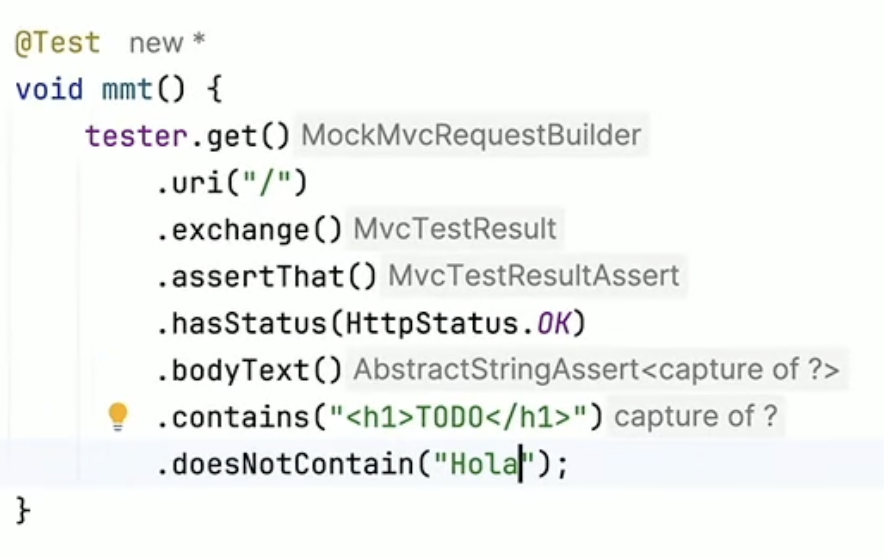 @Test new *
void mmt() {
tester.get() MockMvcRequestBuilder
.uri("/")
.exchange() MvcTestResult
.assertThat() MvcTestResultAssert
.hasStatus(HttpStatus.OK)
.bodyText() AbstractStringAssert<capture of ?>
.contains("<h1>TODO</h1>") capture of ?
.doesNotContain("Hola");
}